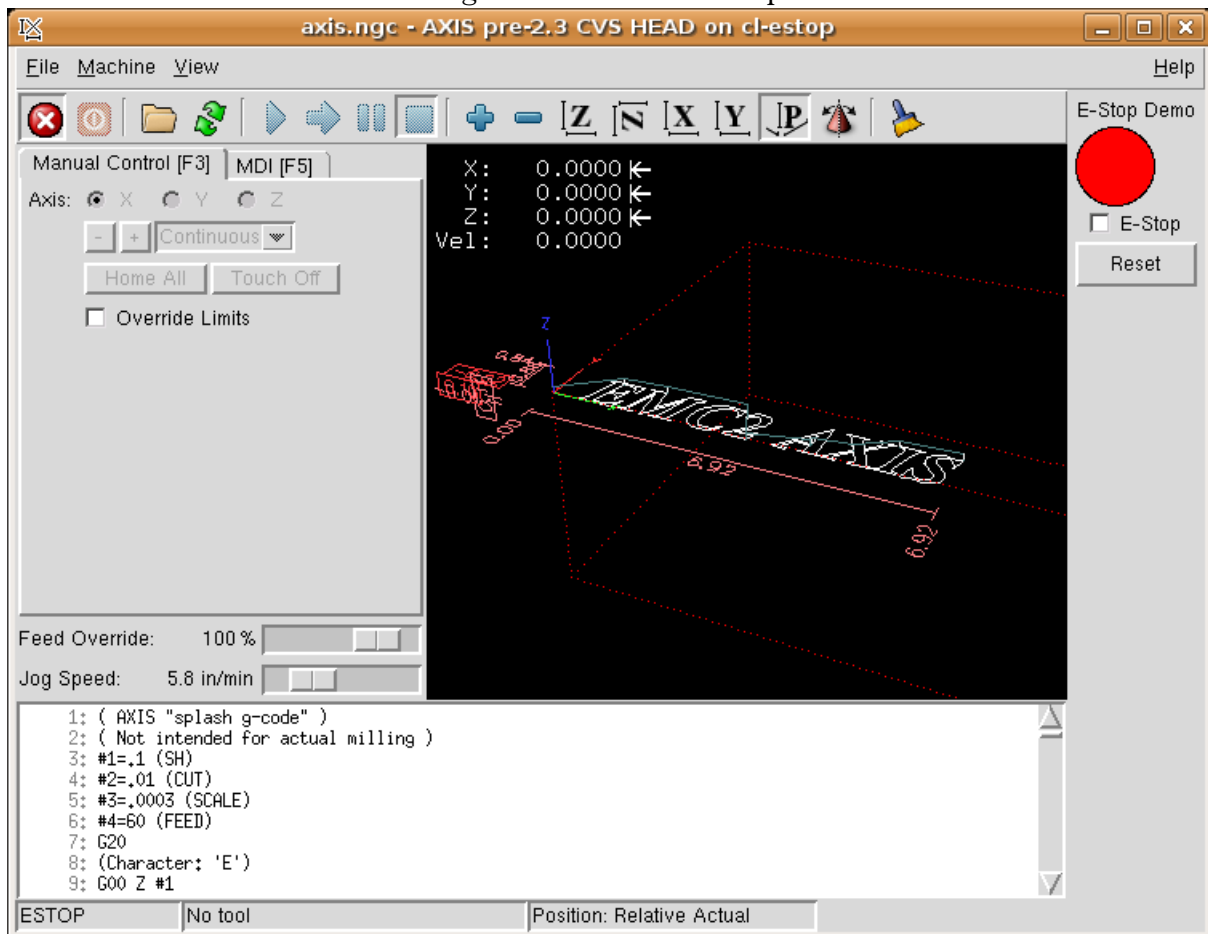 axis.ngc - AXIS pre-2.3 CVS HEAD on cl-estop
File Machine View Help
Z N X Y P
E-Stop Demo
E-Stop
Reset
Manual Control [F3] MDI [F5]
Axis: X Y Z
- + Continuous
Home All Touch Off
Override Limits
X: 0.0000
Y: 0.0000
Z: 0.0000
Vel: 0.0000
Z
EMC2 AXIS
0.00
6.92
6.92
Feed Override: 100 %
Jog Speed: 5.8 in/min
1: ( AXIS "splash g-code" )
2: ( Not intended for actual milling )
3: #1=.1 (SH)
4: #2=.01 (CUT)
5: #3=.0003 (SCALE)
6: #4=60 (FEED)
7: G20
8: (Character: 'E')
9: G00 Z #1
ESTOP No tool Position: Relative Actual